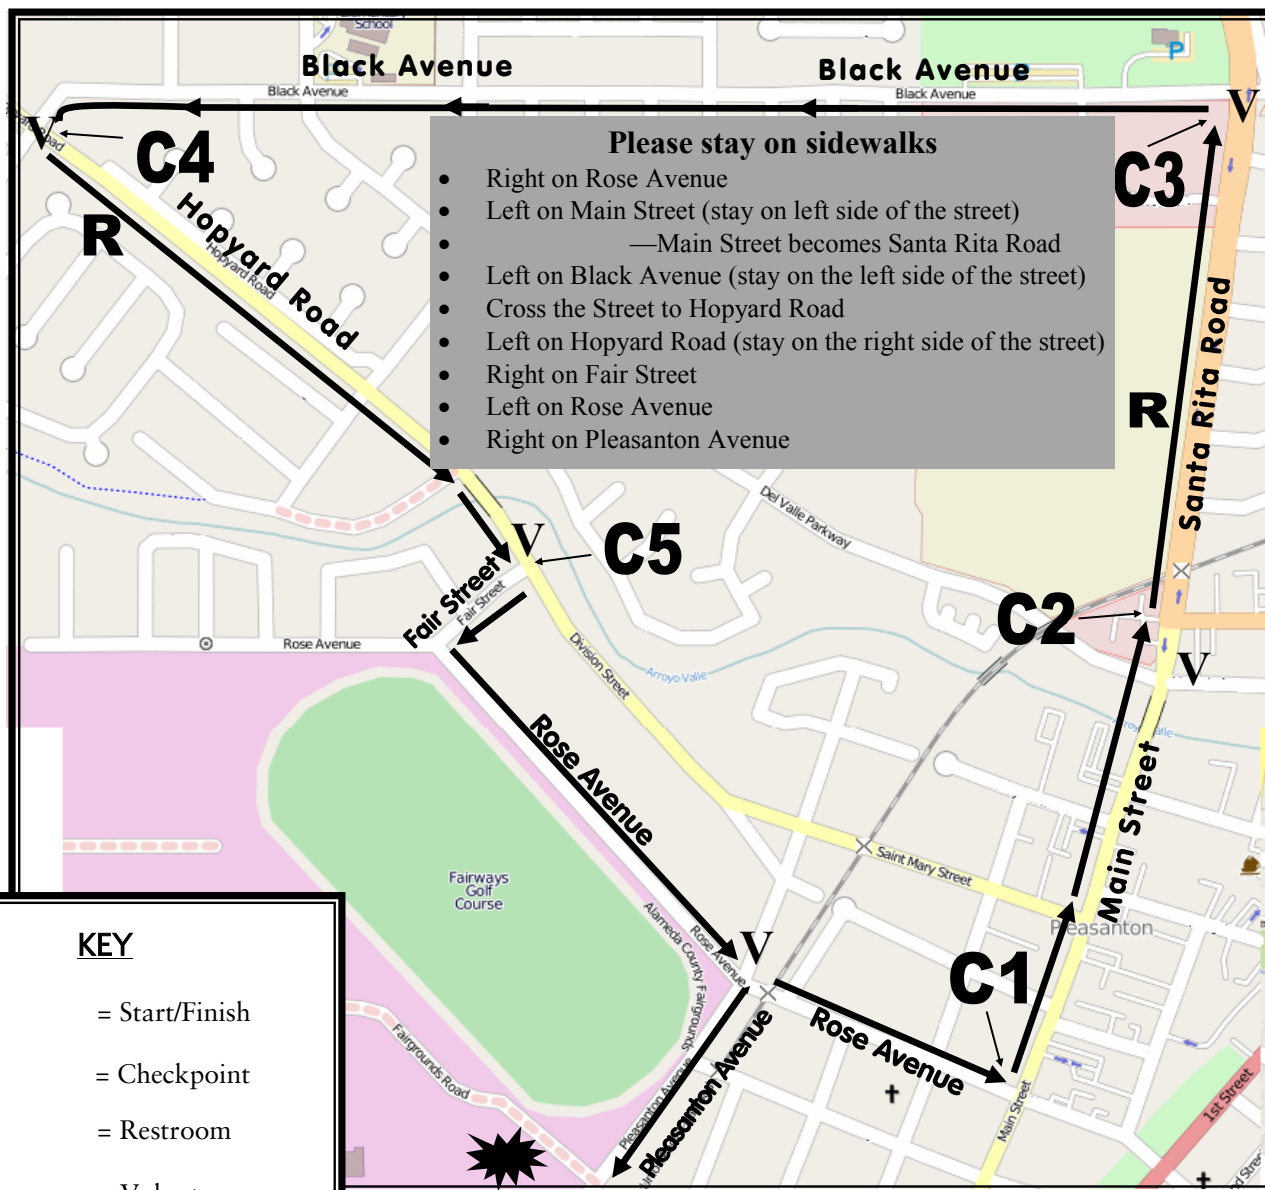 School
Black Avenue
Black Avenue
Black Avenue
Black Avenue
P
V
V
Road
C4
C3
Please stay on sidewalks
• Right on Rose Avenue
• Left on Main Street (stay on left side of the street)
• —Main Street becomes Santa Rita Road
• Left on Black Avenue (stay on the left side of the street)
• Cross the Street to Hopyard Road
• Left on Hopyard Road (stay on the right side of the street)
• Right on Fair Street
• Left on Rose Avenue
• Right on Pleasanton Avenue
R
Hopyard Road
Hopyard Road
Santa Rita Road
R
Del Valle Parkway
V
C5
Fair Street
Fair Street
C2
V
Rose Avenue
Division Street
Arroyo Valle
Rose Avenue
Main Street
Saint Mary Street
Fairways
Golf
Course
Pleasanton
Alameda County Fairgrounds
Rose Avenue
V
C1
Rose Avenue
Pleasanton Avenue
Pleasanton Avenue
Fairgrounds Road
Main Street
1st Street
KEY
= Start/Finish
= Checkpoint
= Restroom